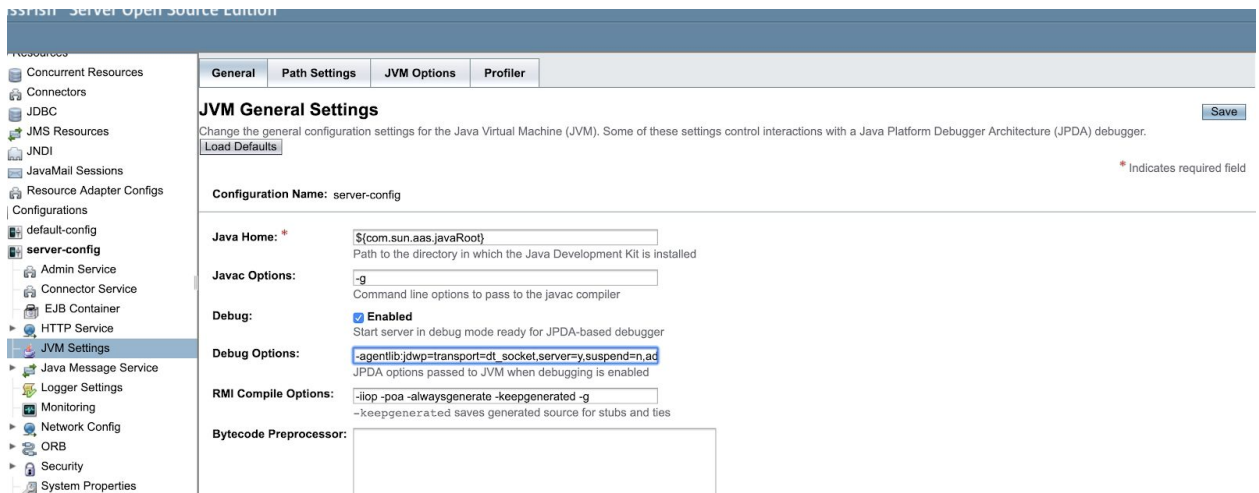 Server Open Source Edition
Resources
Concurrent Resources
Connectors
JDBC
JMS Resources
JNDI
JavaMail Sessions
Resource Adapter Configs
Configurations
default-config
server-config
Admin Service
Connector Service
EJB Container
HTTP Service
JVM Settings
Java Message Service
Logger Settings
Monitoring
Network Config
ORB
Security
System Properties
General Path Settings JVM Options Profiler
JVM General Settings
Save
Change the general configuration settings for the Java Virtual Machine (JVM). Some of these settings control interactions with a Java Platform Debugger Architecture (JPDA) debugger.
Load Defaults
* Indicates required field
Configuration Name: server-config
Java Home: * ${com.sun.aas.javaRoot}
Path to the directory in which the Java Development Kit is installed
Javac Options: -g
Command line options to pass to the javac compiler
Debug: Enabled
Start server in debug mode ready for JPDA-based debugger
Debug Options: -agentlib:jdwp=transport=dt_socket,server=y,suspend=n,ad
JPDA options passed to JVM when debugging is enabled
RMI Compile Options: -iiop -poa -alwaysgenerate -keepgenerated -g
-keepgenerated saves generated source for stubs and ties
Bytecode Preprocessor: